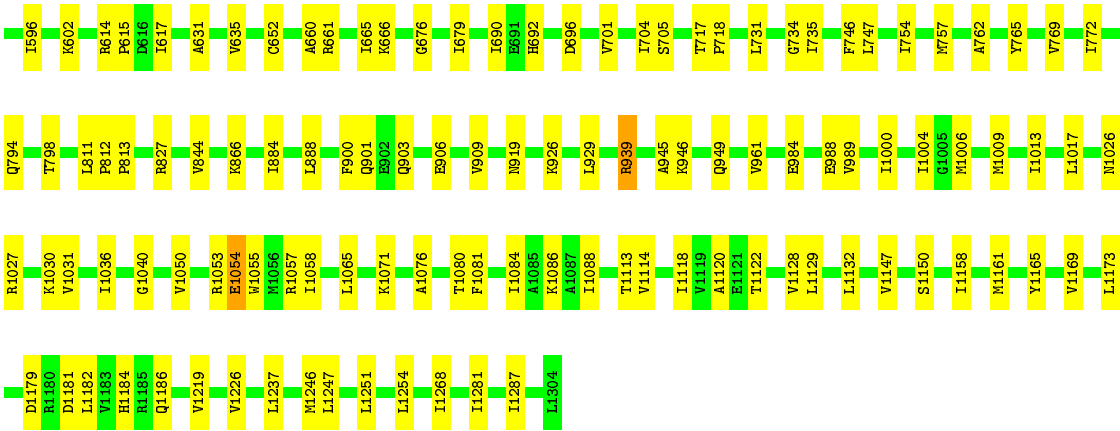 I596 K602 R614 P615 D616 I617 A631 V635 C652 A660 R661 I665 K666 G676 I679 I690 E691 H692 D696 V701 I704 S705 T717 P718 L731 G734 I735 F746 L747 I754 M757 A762 Y765 V769 I772
Q794 T798 L811 P812 P813 R827 V844 K866 I884 L888 F900 Q901 E902 Q903 E906 V909 N919 K926 L929 R939 A945 K946 Q949 V961 E984 E988 V989 I1000 I1004 G1005 M1006 M1009 I1013 L1017 N1026
R1027 K1030 V1031 I1036 G1040 V1050 R1053 E1054 W1055 M1056 R1057 I1058 L1065 K1071 A1076 T1080 F1081 I1084 A1085 K1086 A1087 I1088 T1113 V1114 I1118 V1119 A1120 E1121 T1122 V1128 L1129 L1132 V1147 S1150 I1158 M1161 Y1165 V1169 L1173
D1179 R1180 D1181 L1182 V1183 H1184 R1185 Q1186 V1219 V1226 L1237 M1246 L1247 L1251 L1254 I1268 I1281 I1287 L1304